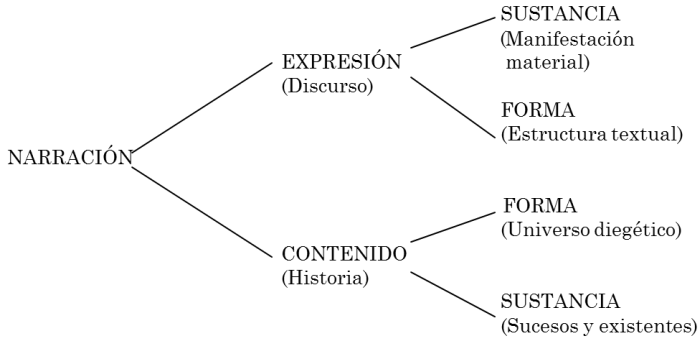 SUSTANCIA
(Manifestación
material)
EXPRESIÓN
(Discurso)
FORMA
(Estructura textual)
NARRACIÓN
FORMA
(Universo diegético)
CONTENIDO
(Historia)
SUSTANCIA
(Sucesos y existentes)